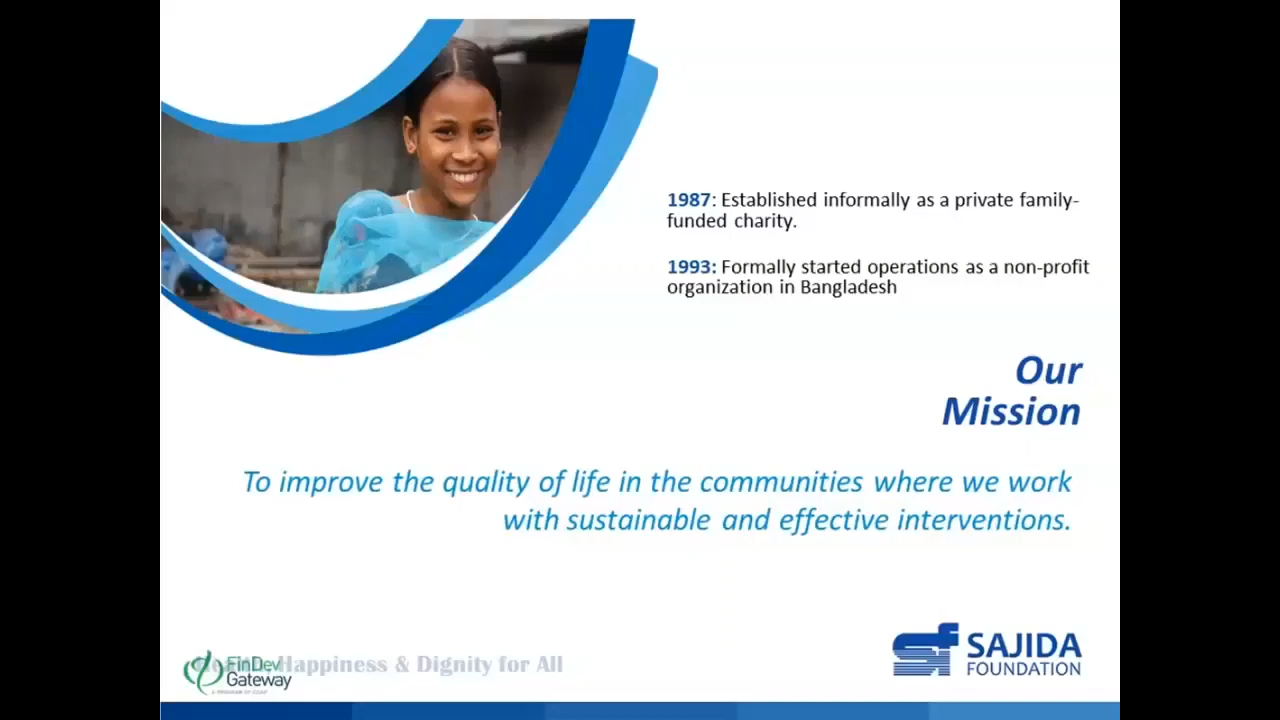 1987: Established informally as a private family-
funded charity.
1993: Formally started operations as a non-profit
organization in Bangladesh
Our
Mission
To improve the quality of life in the communities where we work
with sustainable and effective interventions.
Happiness & Dignity for All
FinDev
Gateway
SAJIDA
FOUNDATION